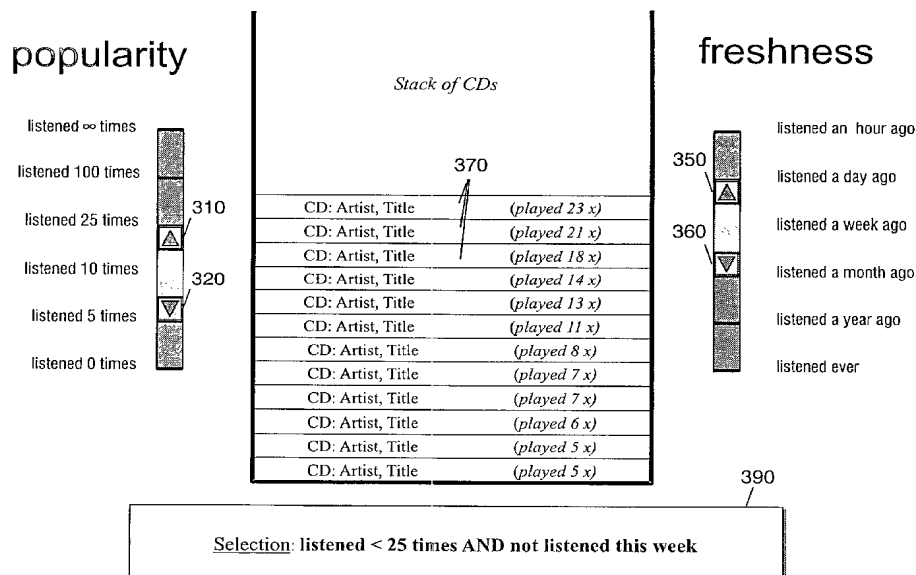 popularity
freshness
Stack of CDs
listened ∞ times
listened 100 times
listened 25 times
listened 10 times
listened 5 times
listened 0 times
310
320
370
CD: Artist, Title (played 23 x)
CD: Artist, Title (played 21 x)
CD: Artist, Title (played 18 x)
CD: Artist, Title (played 14 x)
CD: Artist, Title (played 13 x)
CD: Artist, Title (played 11 x)
CD: Artist, Title (played 8 x)
CD: Artist, Title (played 7 x)
CD: Artist, Title (played 7 x)
CD: Artist, Title (played 6 x)
CD: Artist, Title (played 5 x)
CD: Artist, Title (played 5 x)
350
360
listened an hour ago
listened a day ago
listened a week ago
listened a month ago
listened a year ago
listened ever
390
Selection: listened < 25 times AND not listened this week